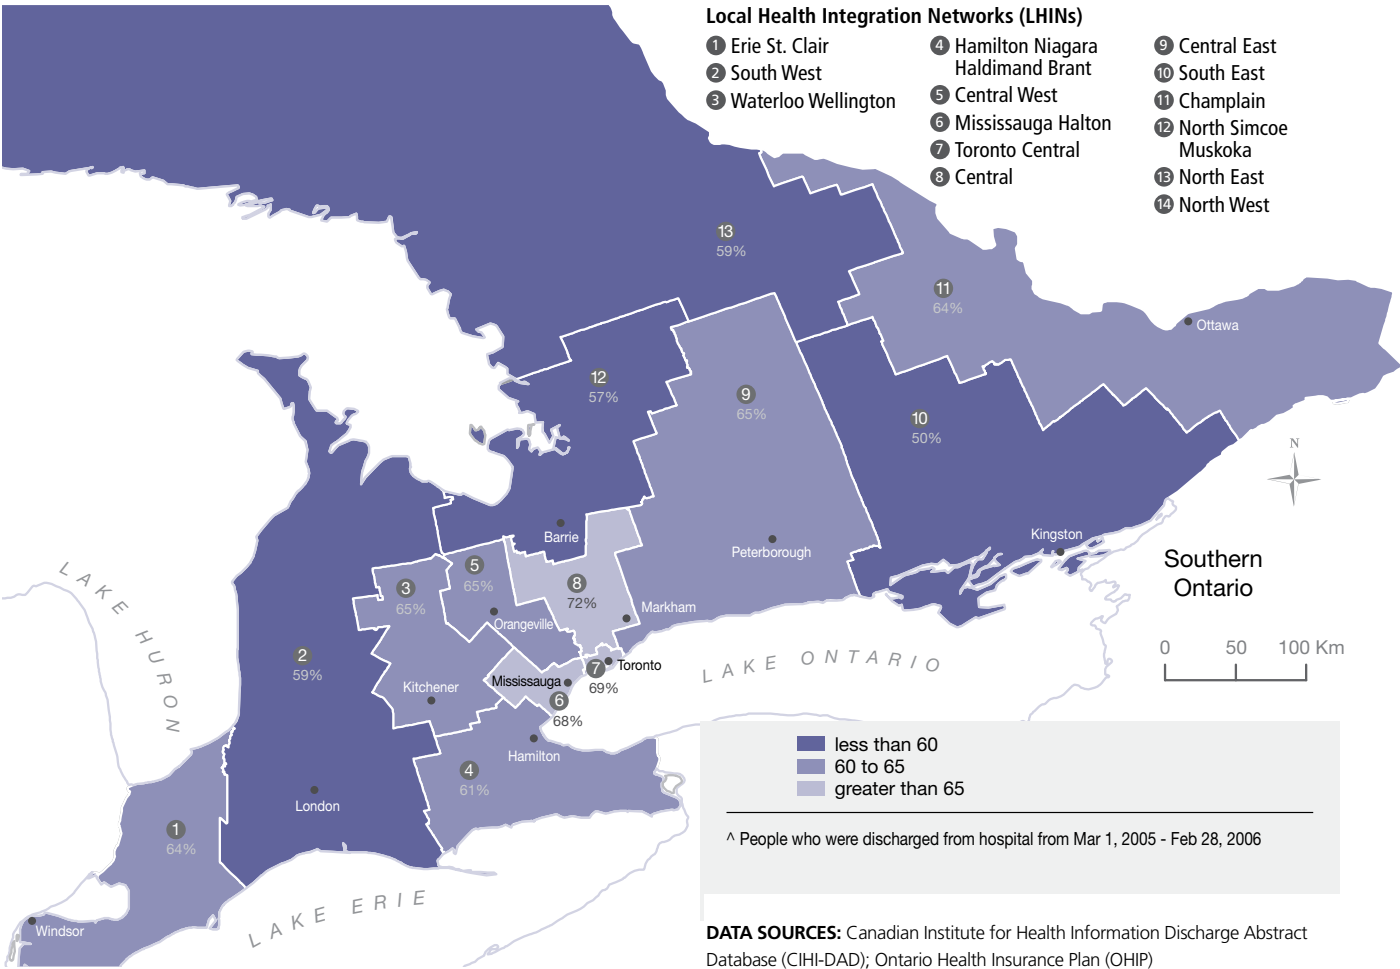 Local Health Integration Networks (LHINs)
1 Erie St. Clair
2 South West
3 Waterloo Wellington
4 Hamilton Niagara
Haldimand Brant
5 Central West
6 Mississauga Halton
7 Toronto Central
8 Central
9 Central East
10 South East
11 Champlain
12 North Simcoe
Muskoka
13 North East
14 North West
13
59%
11
64%
Ottawa
12
57%
9
65%
10
50%
N
Barrie
Peterborough
Kingston
Southern
Ontario
5
65%
3
65%
8
72%
Orangeville
Markham
0 50 100 Km
LAKE HURON
2
59%
7
Toronto
69%
LAKE ONTARIO
Mississauga
6
68%
Kitchener
Hamilton
4
61%
London
1
64%
Windsor
LAKE ERIE
less than 60
60 to 65
greater than 65
^ People who were discharged from hospital from Mar 1, 2005 - Feb 28, 2006
DATA SOURCES: Canadian Institute for Health Information Discharge Abstract
Database (CIHI-DAD); Ontario Health Insurance Plan (OHIP)